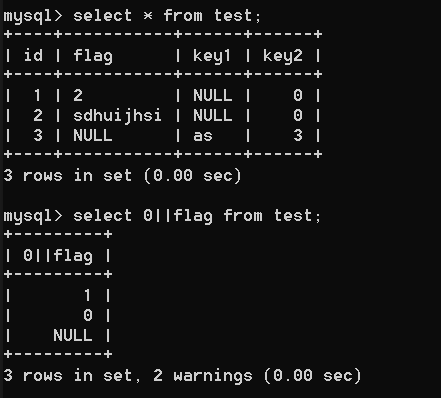 mysql> select * from test;
+----+-----------+------+------+
| id | flag      | key1 | key2 |
+----+-----------+------+------+
|  1 | 2         | NULL |    0 |
|  2 | sdhuijhsi | NULL |    0 |
|  3 | NULL      | as   |    3 |
+----+-----------+------+------+
3 rows in set (0.00 sec)
mysql> select 0||flag from test;
+---------+
| 0||flag |
+---------+
|       1 |
|       0 |
|    NULL |
+---------+
3 rows in set, 2 warnings (0.00 sec)